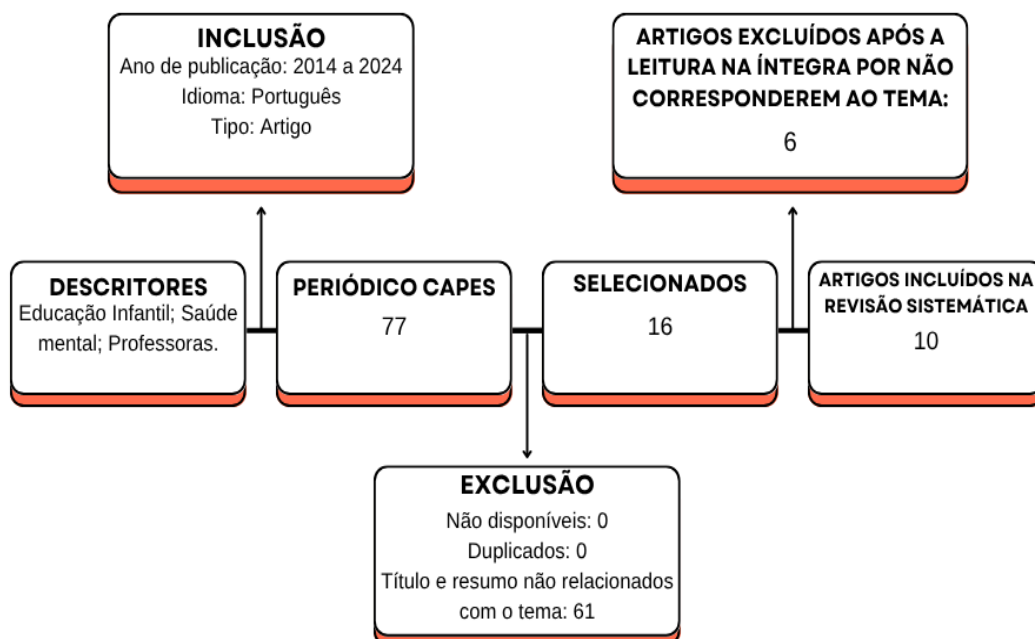 INCLUSÃO
Ano de publicação: 2014 a 2024
Idioma: Português
Tipo: Artigo
ARTIGOS EXCLUÍDOS APÓS A
LEITURA NA ÍNTEGRA POR NÃO
CORRESPONDEREM AO TEMA:
6
DESCRITORES
Educação Infantil; Saúde
mental; Professoras.
PERIÓDICO CAPES
77
SELECIONADOS
16
ARTIGOS INCLUÍDOS NA
REVISÃO SISTEMÁTICA
10
EXCLUSÃO
Não disponíveis: 0
Duplicados: 0
Título e resumo não relacionados
com o tema: 61